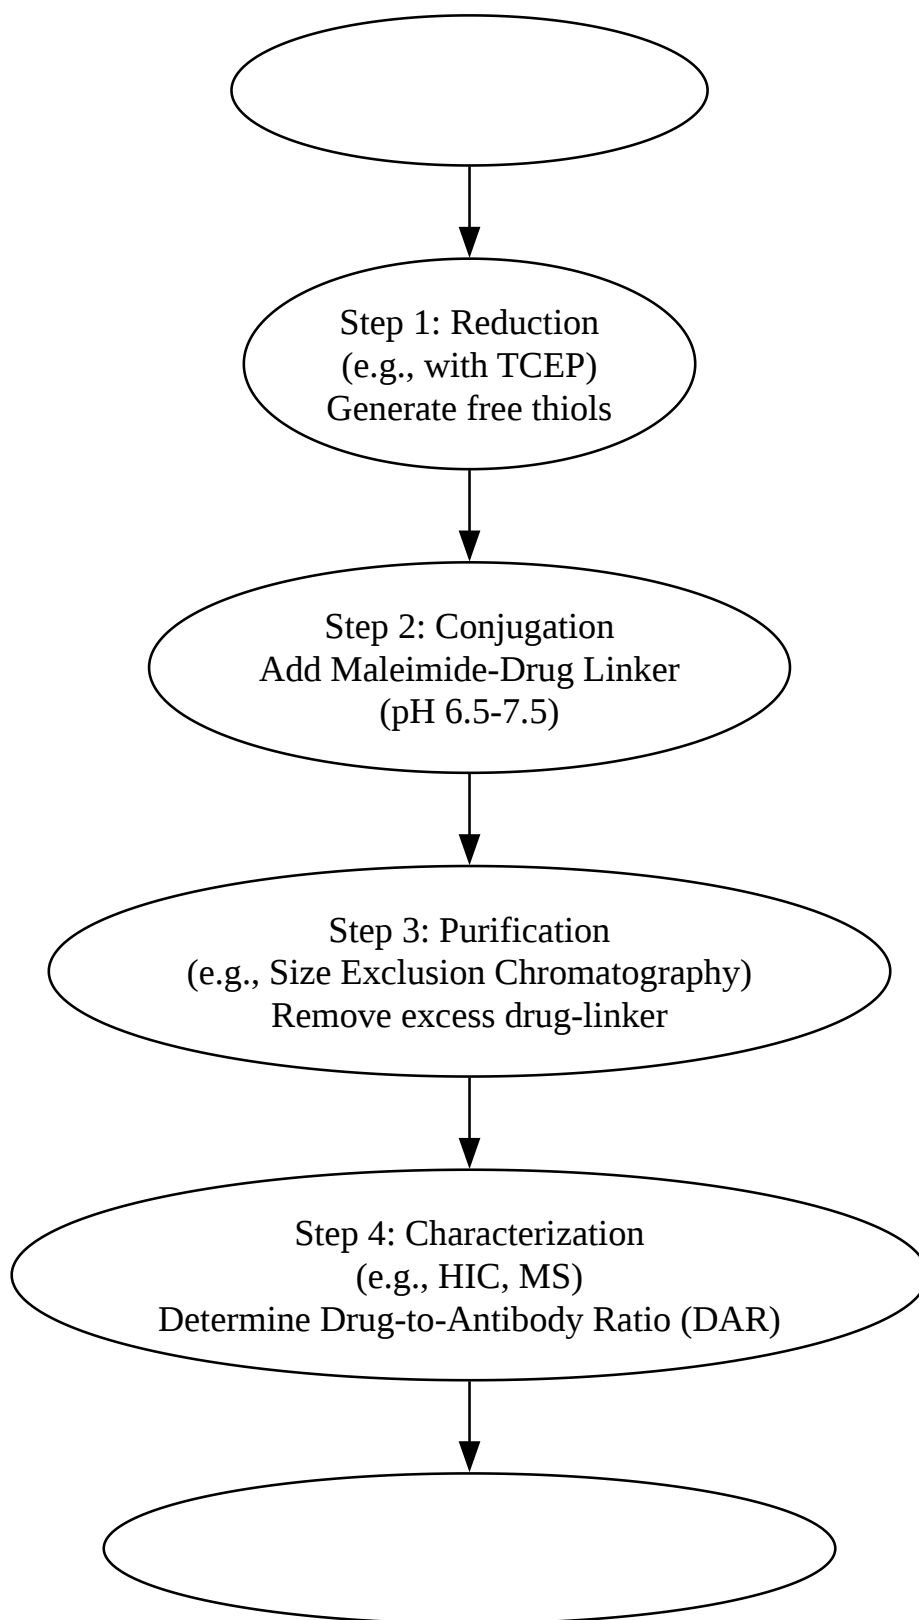 Step 1: Reduction
(e.g., with TCEP)
Generate free thiols
Step 2: Conjugation
Add Maleimide-Drug Linker
(pH 6.5-7.5)
Step 3: Purification
(e.g., Size Exclusion Chromatography)
Remove excess drug-linker
Step 4: Characterization
(e.g., HIC, MS)
Determine Drug-to-Antibody Ratio (DAR)